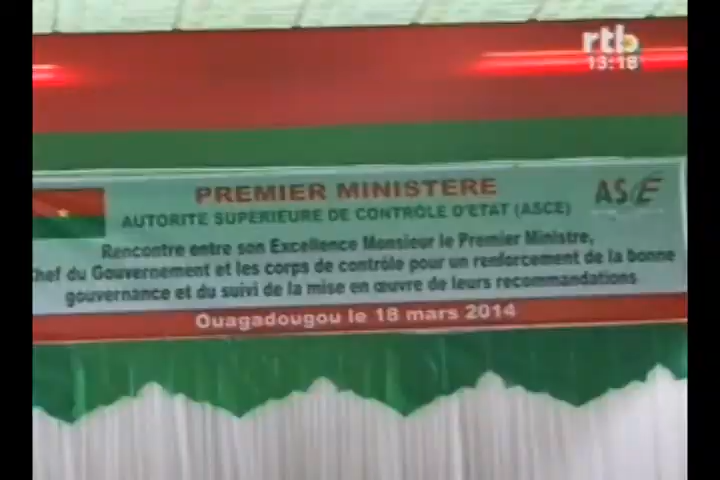 rtb
13:18
PREMIER MINISTERE
ASCE
AUTORITE SUPERIEURE DE CONTRÔLE D'ETAT (ASCE)
Rencontre entre son Excellence Monsieur le Premier Ministre,
Chef du Gouvernement et les corps de contrôle pour un renforcement de la bonne
gouvernance et du suivi de la mise en œuvre de leurs recommandations
Ouagadougou le 18 mars 2014